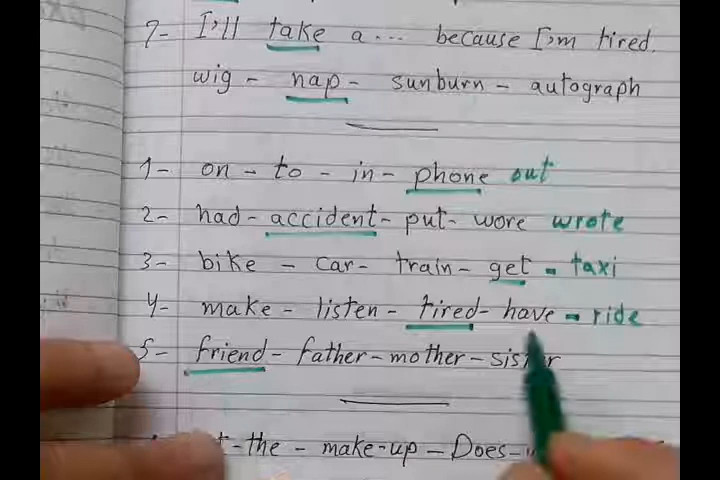 7- I'll take a ... because I'm tired.
wig - nap - sunburn - autograph
1- on - to - in - phone out
2- had - accident - put - wore wrote
3- bike - car - train - get - taxi
4- make - listen - tired - have - ride
5- friend - father - mother - sister
the - make-up - Does -